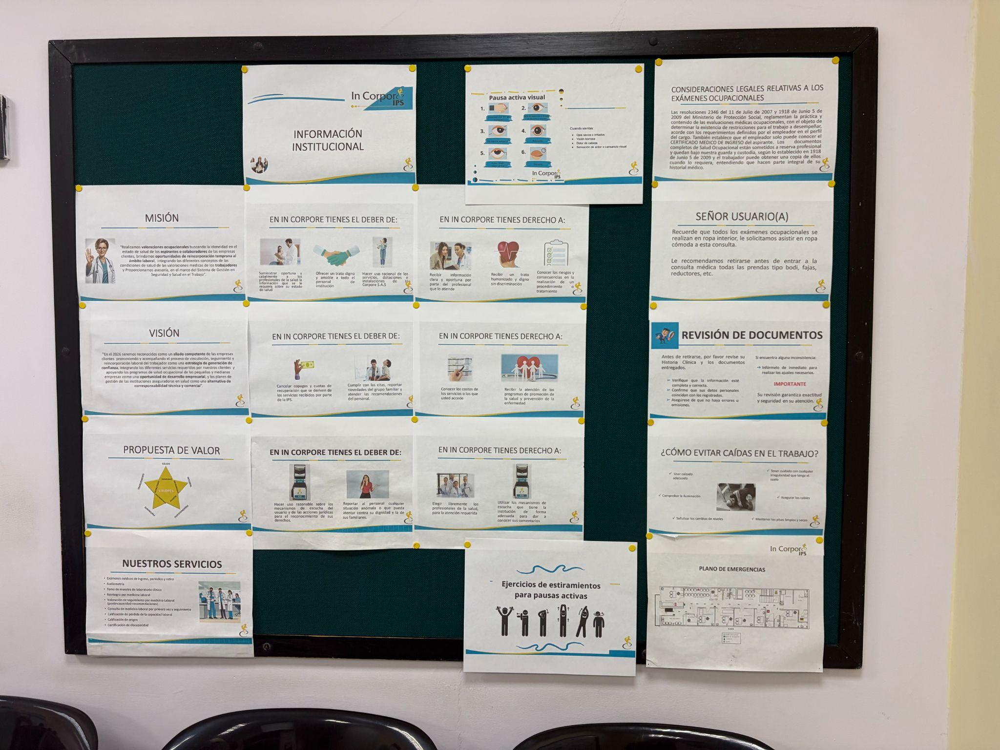 In Corpore
IPS
INFORMACIÓN
INSTITUCIONAL
Pausa activa visual
1.
2.
3.
4.
5.
6.
Cuando sientas:
Ojos secos o irritados
Visión borrosa
Dolor de cabeza
Sensación de ardor o cansancio visual
In Corpore
IPS
CONSIDERACIONES LEGALES RELATIVAS A LOS
EXÁMENES OCUPACIONALES
Las resoluciones 2346 del 11 de Julio de 2007 y 1918 de Junio 5 de
2009 del Ministerio de Protección Social, reglamentan la práctica y
contenido de las evaluaciones médicas ocupacionales, con el objeto de
determinar la existencia de restricciones para el trabajo a desempeñar,
acorde con los requerimientos definidos por el empleador en el perfil
del cargo. También establece que el empleador solo puede conocer el
CERTIFICADO MEDICO DE INGRESO del aspirante. Los documentos
completos de Salud Ocupacional están sometidos a reserva profesional
y quedan bajo nuestra guarda y custodia, según lo establecido en 1918
de Junio 5 de 2009 y el trabajador puede obtener una copia de ellos
cuando lo requiera, entendiendo que hacen parte integral de su
historial médico.
MISIÓN
"Realizamos valoraciones ocupacionales buscando la idoneidad en el
estado de salud de los aspirantes o colaboradores de las empresas
clientes, brindamos oportunidades de reincorporación temprana al
ámbito laboral, integrando los diferentes conceptos de las
condiciones de salud de las valoraciones medicas de los trabajadores
y Proporcionamos asesoría, en el marco del Sistema de Gestión en
Seguridad y Salud en el Trabajo".
EN IN CORPORE TIENES EL DEBER DE:
Suministrar oportuna y
cabalmente a los
profesionales de la salud la
información que se le
requiera sobre su estado
de salud
Ofrecer un trato digno
y amable a todo el
personal de
institución
Hacer uso racional de los
servicios, dotaciones e
instalaciones de In
Corpore S.A.S
EN IN CORPORE TIENES DERECHO A:
Recibir información
clara y oportuna por
parte del profesional
que lo atiende
Recibir un trato
humanizado y digno
sin discriminación
Conocer los riesgos y
consecuencias en la
realización de un
procedimiento o
tratamiento
SEÑOR USUARIO(A)
Recuerde que todos los exámenes ocupacionales se
realizan en ropa interior, le solicitamos asistir en ropa
cómoda a esta consulta.
Le recomendamos retirarse antes de entrar a la
consulta médica todas las prendas tipo bodi, fajas,
reductores, etc.
VISIÓN
"En el 2026 seremos reconocidos como un aliado competente de las empresas
clientes promoviendo y acompañando el proceso de vinculación, seguimiento y
reincorporación laboral del trabajador como una estrategia de generación de
confianza, integrando los diferentes servicios requeridos por nuestros clientes y
apoyando los programas de salud ocupacional de las pequeñas y medianas
empresas como una oportunidad de desarrollo empresarial, y los planes de
gestión de las instituciones aseguradoras en salud como una alternativa de
corresponsabilidad técnica y comercial".
EN IN CORPORE TIENES EL DEBER DE:
Cancelar copagos y cuotas de
recuperación que se deriven de
los servicios recibidos por parte
de la IPS.
Cumplir con las citas, reportar
novedades del grupo familiar y
atender las recomendaciones
del personal.
EN IN CORPORE TIENES DERECHO A:
Conocer los costos de
los servicios o los que
usted accede
Recibir la atención de los
programas de promoción de
la salud y prevención de la
enfermedad
REVISIÓN DE DOCUMENTOS
Antes de retirarse, por favor revise su
Historia Clínica y los documentos
entregados.
Verifique que la información esté
completa y correcta.
Confirme que sus datos personales
coincidan con los registrados.
Asegúrese de que no haya errores u
omisiones.
Si encuentra alguna inconsistencia:
Infórmelo de inmediato para
realizar los ajustes necesarios.
IMPORTANTE
Su revisión garantiza exactitud
y seguridad en su atención.
PROPUESTA DE VALOR
CÁLIDO
TRANSPARENTE
INTEGRAL
VALORES
PERTINENTE
PERSONALIZADO
EN IN CORPORE TIENES EL DEBER DE:
Hacer uso razonable sobre los
mecanismos de escucha del
usuario y de las acciones jurídicas
para el reconocimiento de sus
derechos.
Reportar al personal cualquier
situación anómala o que pueda
atentar contra su dignidad y la de
sus familiares.
EN IN CORPORE TIENES DERECHO A:
Elegir libremente los
profesionales de la salud,
para la atención requerida
Utilizar los mecanismos de
escucha que tiene la
institución de forma
adecuada para dar a
conocer sus comentarios
¿CÓMO EVITAR CAÍDAS EN EL TRABAJO?
Usar calzado
adecuado
Tener cuidado con cualquier
irregularidad que tenga el
suelo
Comprobar la iluminación
Asegurar los cables
Señalizar los cambios de niveles
Mantener los pisos limpios y secos
NUESTROS SERVICIOS
Exámenes médicos de ingreso, periódico y retiro
Audiometría
Toma de muestra de laboratorio clínico
Reintegro por medicina laboral
Valoración de seguimiento por medicina Laboral
(postincapacidad-recomendaciones)
Consulta de medicina laboral por primera vez y seguimiento
Calificación de pérdida de la capacidad laboral
Calificación de origen
Certificación de discapacidad
Ejercicios de estiramientos
para pausas activas
In Corpore
IPS
PLANO DE EMERGENCIAS